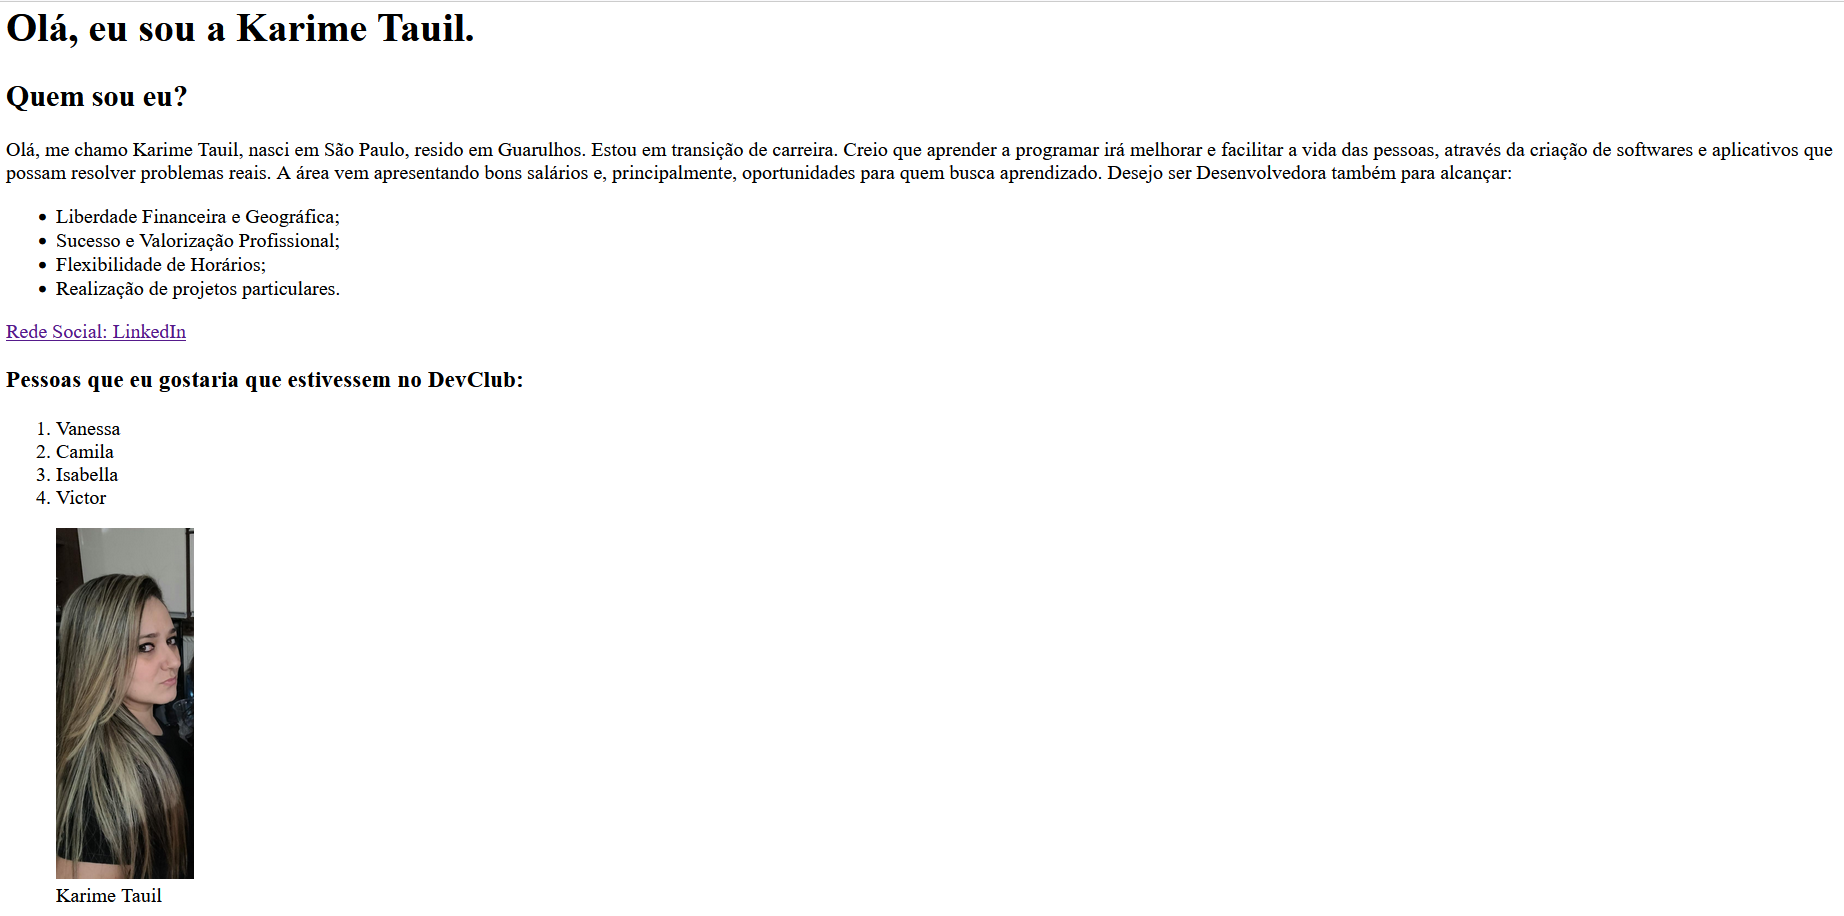 Olá, eu sou a Karime Tauil.
Quem sou eu?
Olá, me chamo Karime Tauil, nasci em São Paulo, resido em Guarulhos. Estou em transição de carreira. Creio que aprender a programar irá melhorar e facilitar a vida das pessoas, através da criação de softwares e aplicativos que
possam resolver problemas reais. A área vem apresentando bons salários e, principalmente, oportunidades para quem busca aprendizado. Desejo ser Desenvolvedora também para alcançar:
• Liberdade Financeira e Geográfica;
• Sucesso e Valorização Profissional;
• Flexibilidade de Horários;
• Realização de projetos particulares.
Rede Social: LinkedIn
Pessoas que eu gostaria que estivessem no DevClub:
1. Vanessa
2. Camila
3. Isabella
4. Victor
Karime Tauil